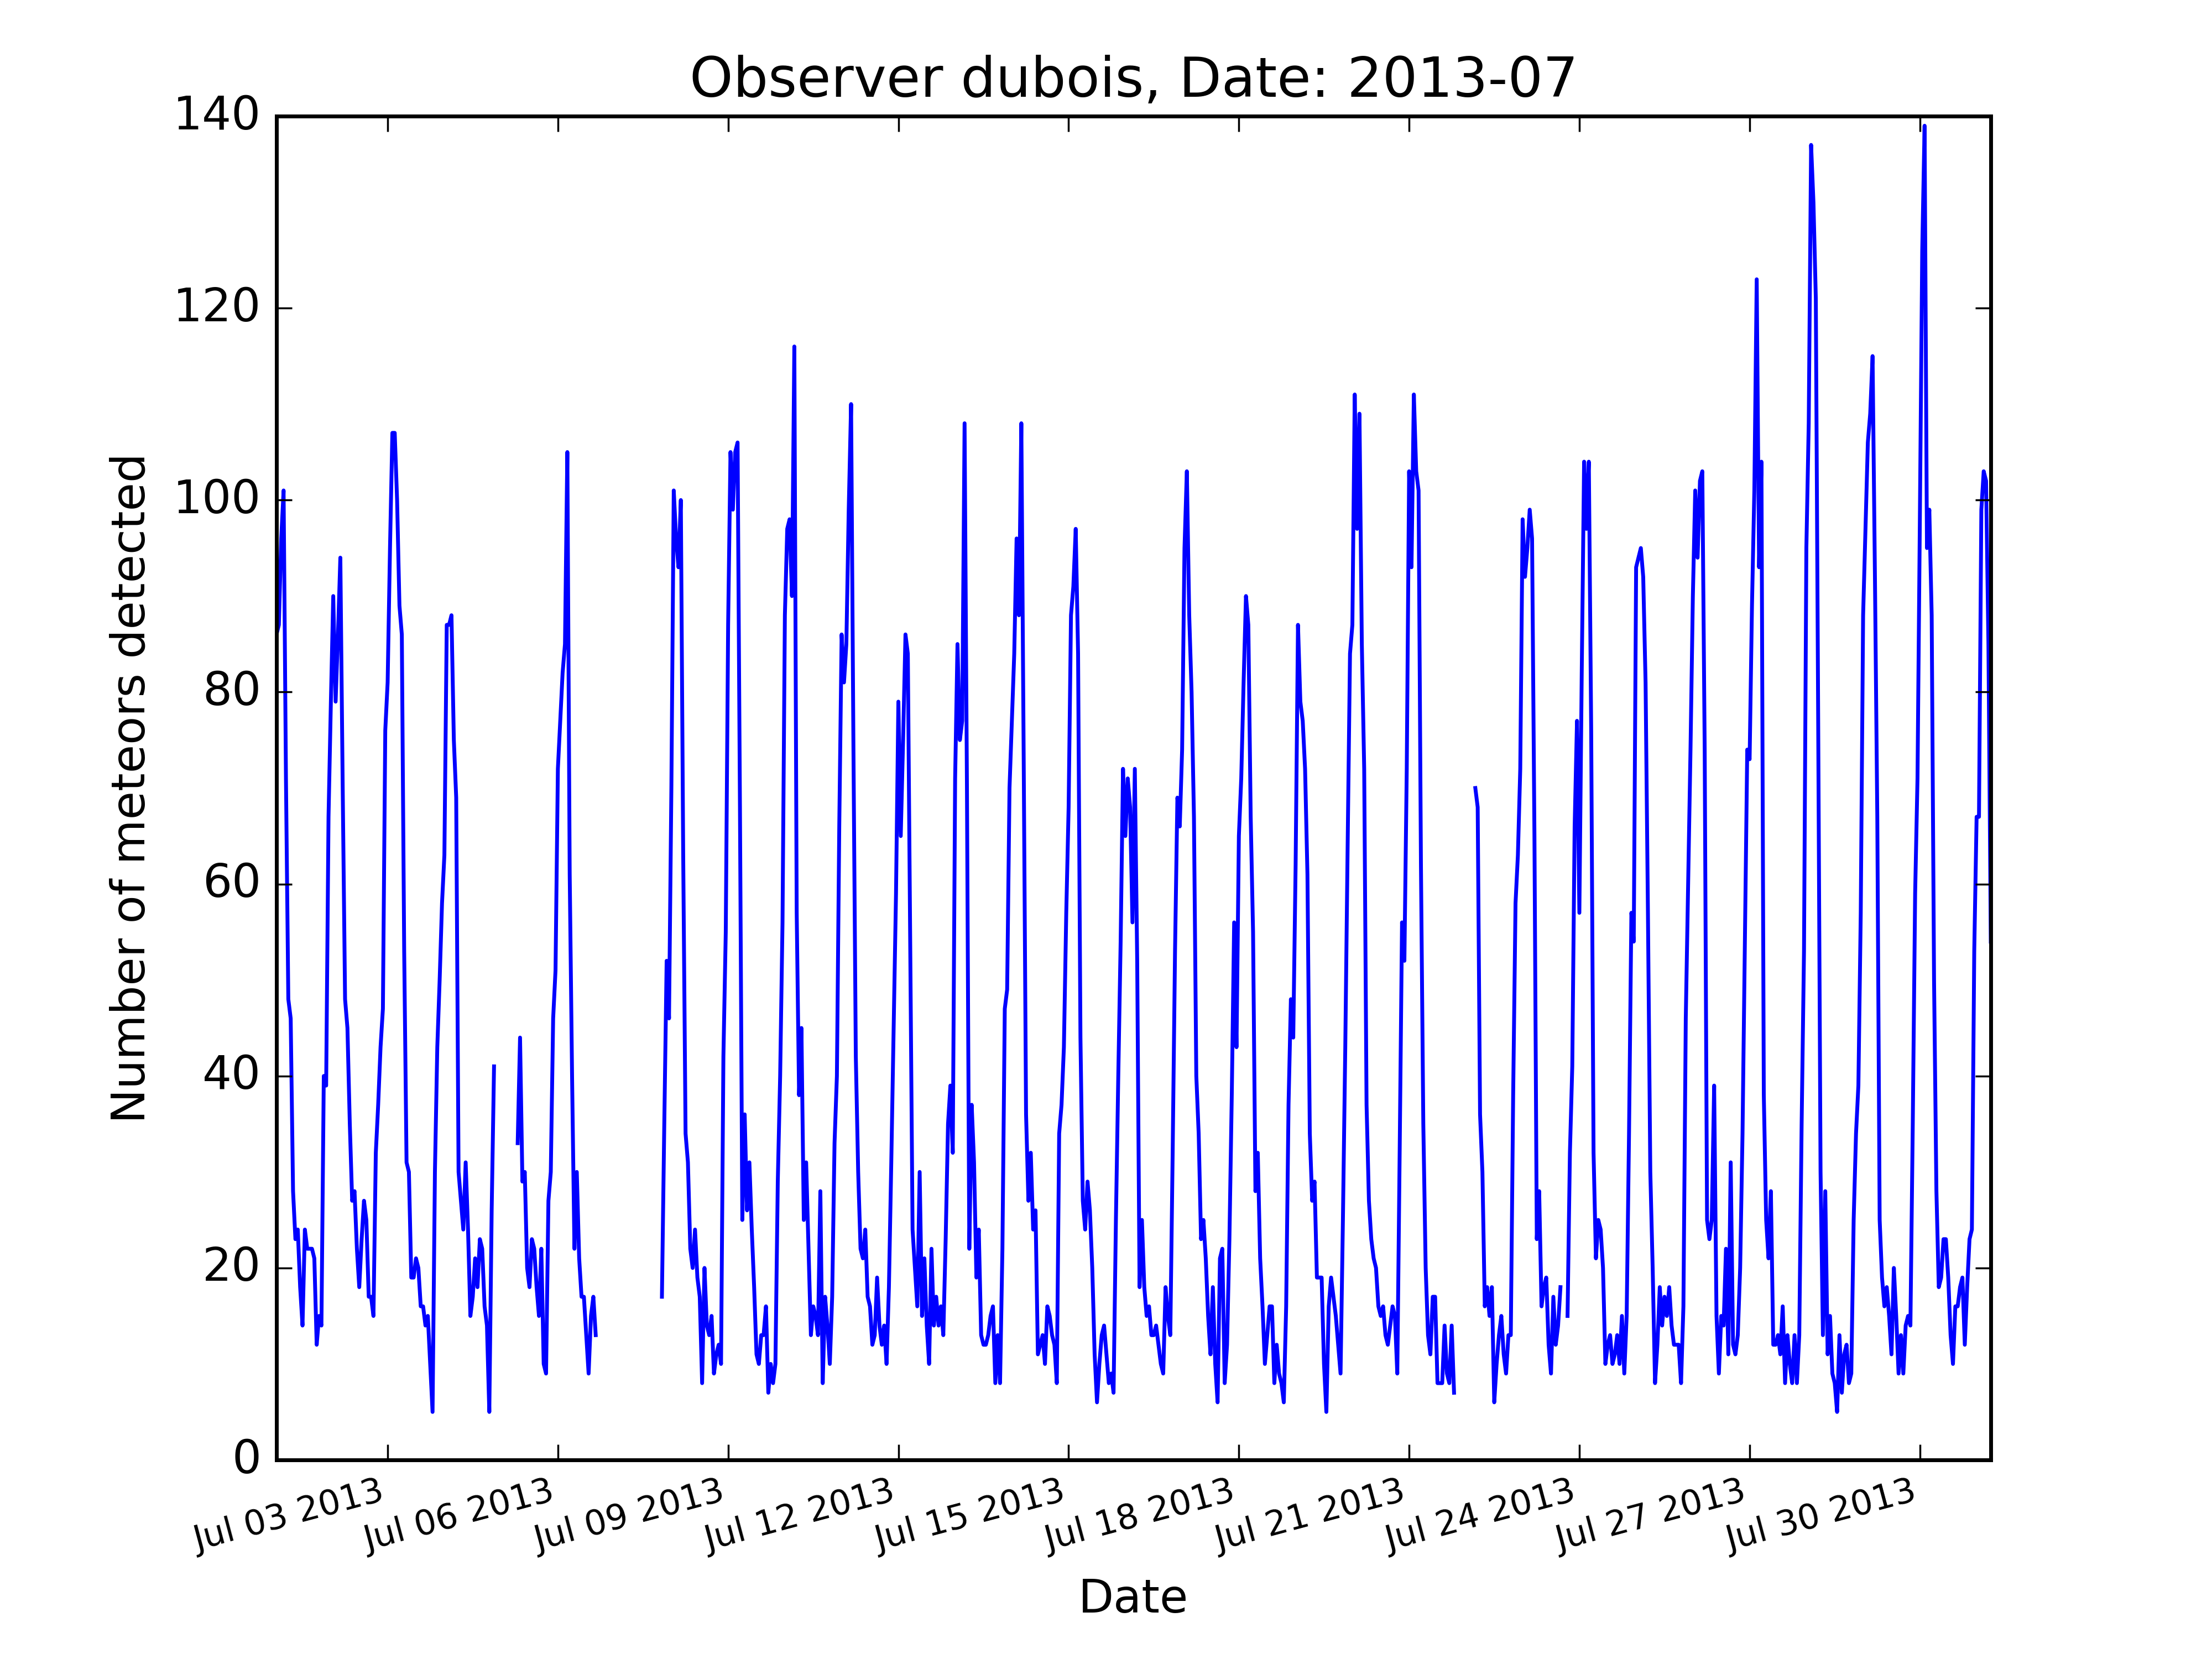 Observer dubois, Date: 2013-07
140
120
100
80
60
40
20
0
Number of meteors detected
Jul 03 2013
Jul 06 2013
Jul 09 2013
Jul 12 2013
Jul 15 2013
Jul 18 2013
Jul 21 2013
Jul 24 2013
Jul 27 2013
Jul 30 2013
Date